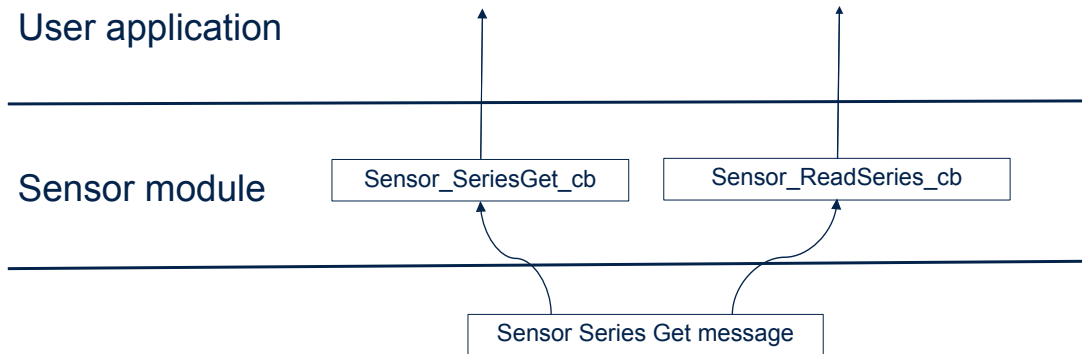 User application
Sensor module
Sensor_SeriesGet_cb
Sensor_ReadSeries_cb
Sensor Series Get message